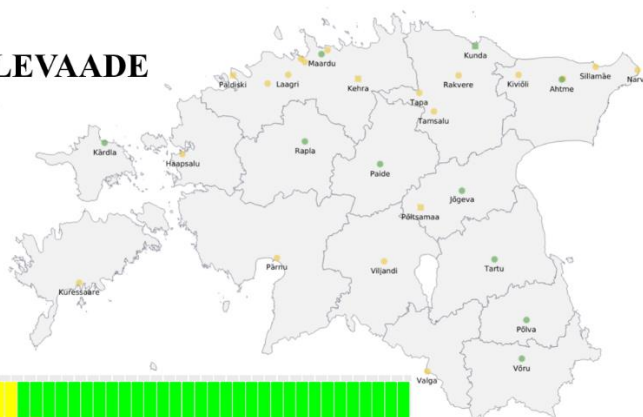 LEVAADE
Kunda
Maardu
Sillamäe
Narv
Paldiski
Laagri
Kehra
Rakvere
Kiviõli
Ahtme
Tapa
Tamsalu
Kärdla
Haapsalu
Rapla
Paide
Jõgeva
Põltsamaa
Pärnu
Viljandi
Tartu
Kuressaare
Põlva
Võru
Valga